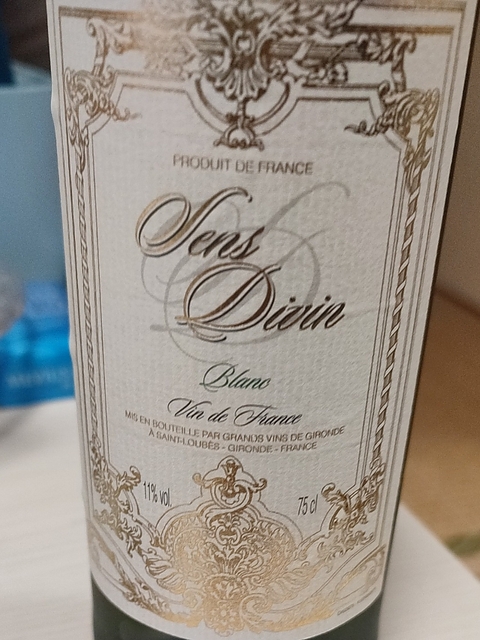 PRODUIT DE FRANCE
Sens
Divin
Blanc
Vin de France
MIS EN BOUTEILLE PAR GRANDS VINS DE GIRONDE
À SAINT-LOUBÈS - GIRONDE - FRANCE
11% vol.
75 cl